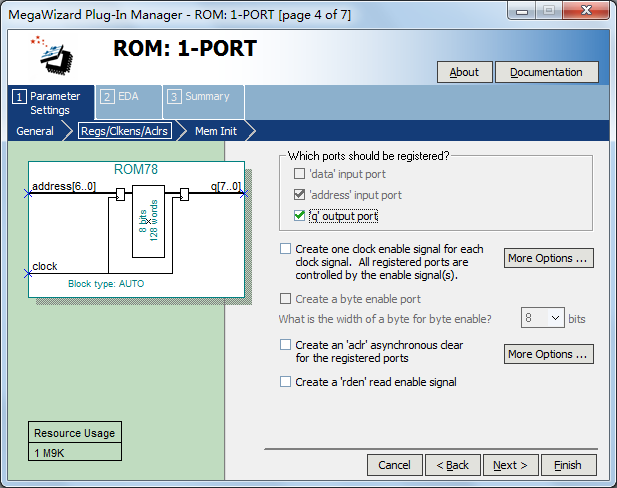 MegaWizard Plug-In Manager - ROM: 1-PORT [page 4 of 7]
ROM: 1-PORT
About
Documentation
1 Parameter Settings
2 EDA
3 Summary
General
Regs/Clkens/Aclrs
Mem Init
ROM78
address[6..0]
q[7..0]
8 bits
128 words
clock
Block type: AUTO
Resource Usage
1 M9K
Which ports should be registered?
'data' input port
'address' input port
'q' output port
Create one clock enable signal for each
clock signal. All registered ports are
controlled by the enable signal(s).
More Options ...
Create a byte enable port
What is the width of a byte for byte enable?
8
bits
Create an 'aclr' asynchronous clear
for the registered ports
More Options ...
Create a 'rden' read enable signal
Cancel
< Back
Next >
Finish